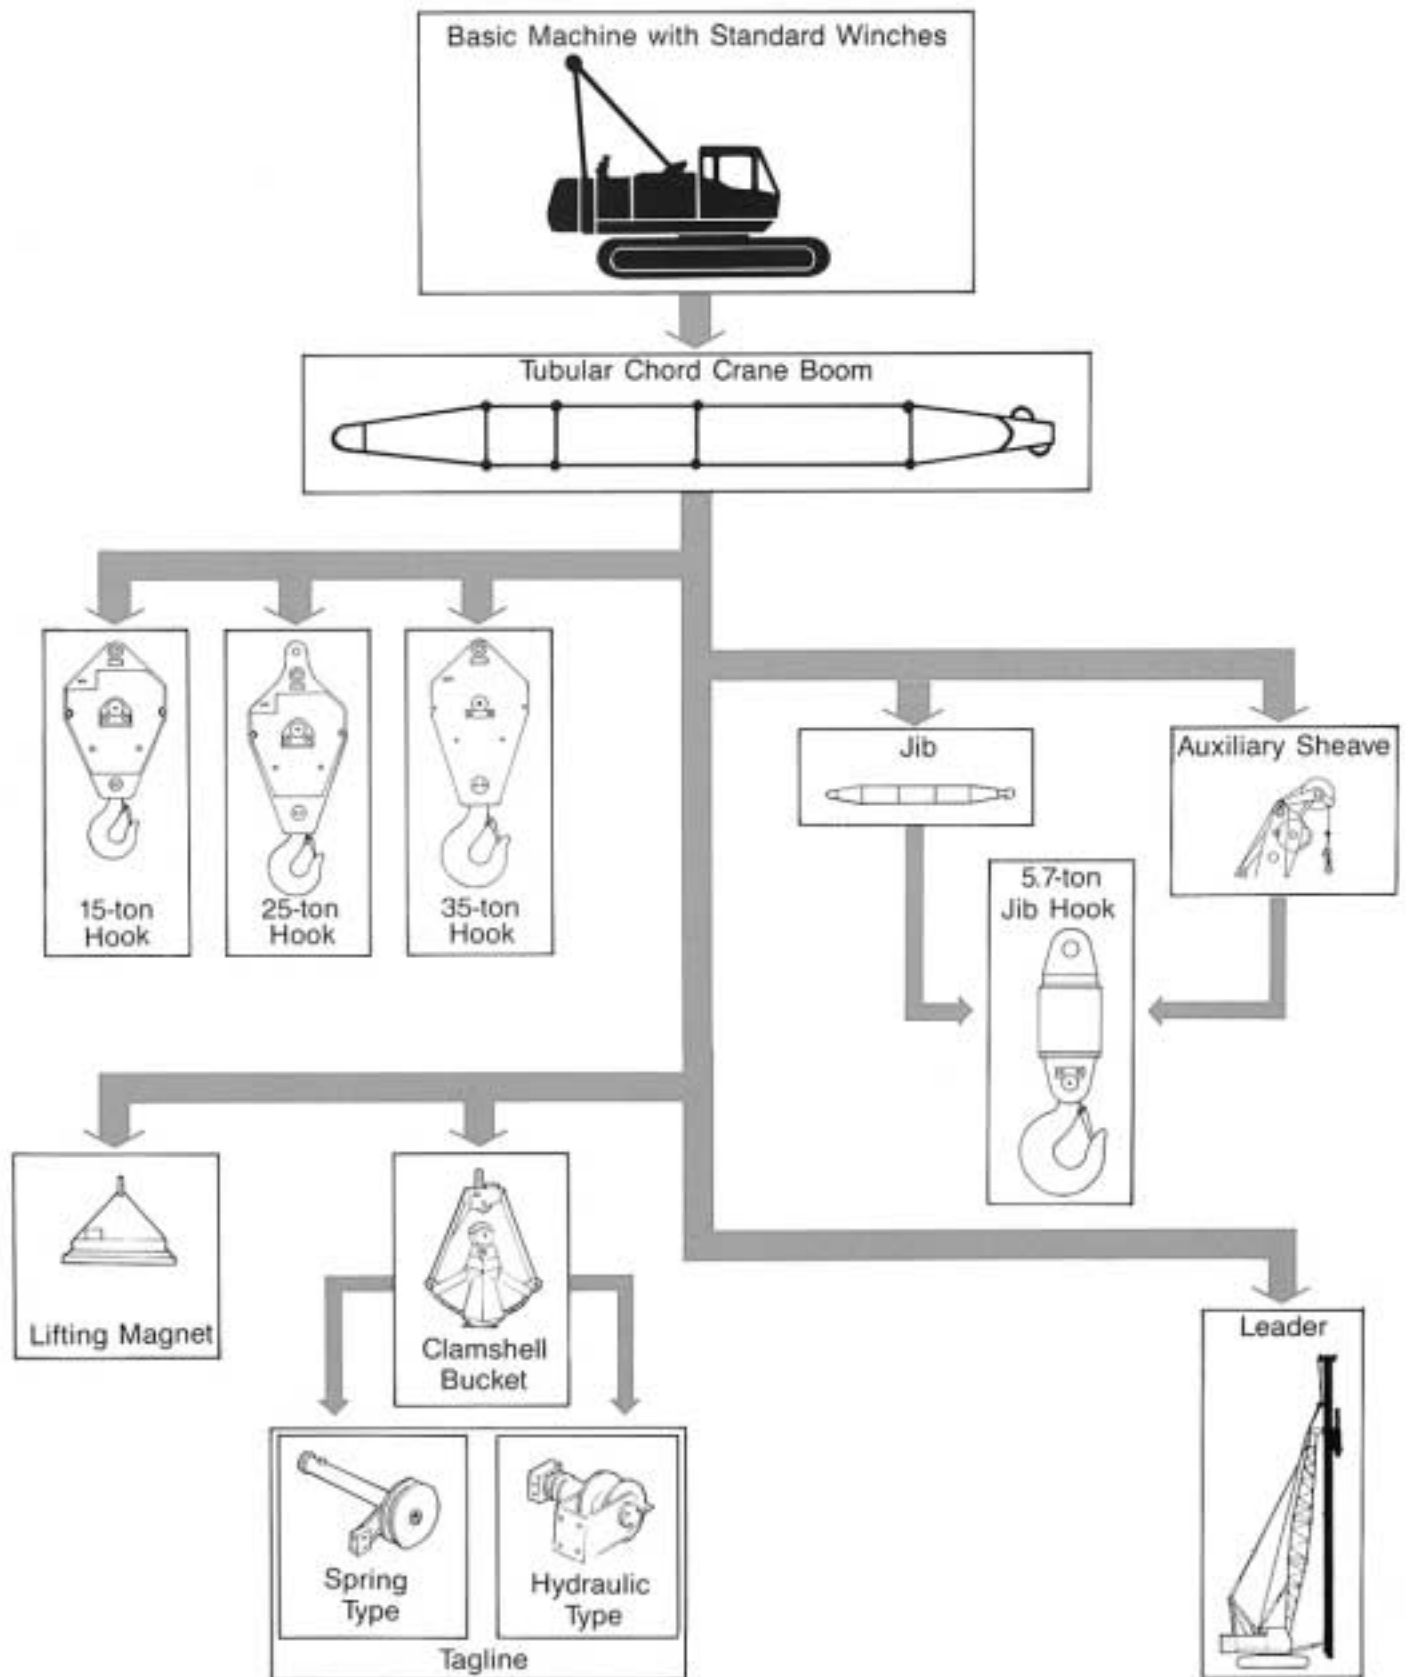 Basic Machine with Standard Winches
Tubular Chord Crane Boom
15-ton
Hook
25-ton
Hook
35-ton
Hook
Jib
Auxiliary Sheave
5.7-ton
Jib Hook
Lifting Magnet
Clamshell
Bucket
Leader
Spring
Type
Hydraulic
Type
Tagline